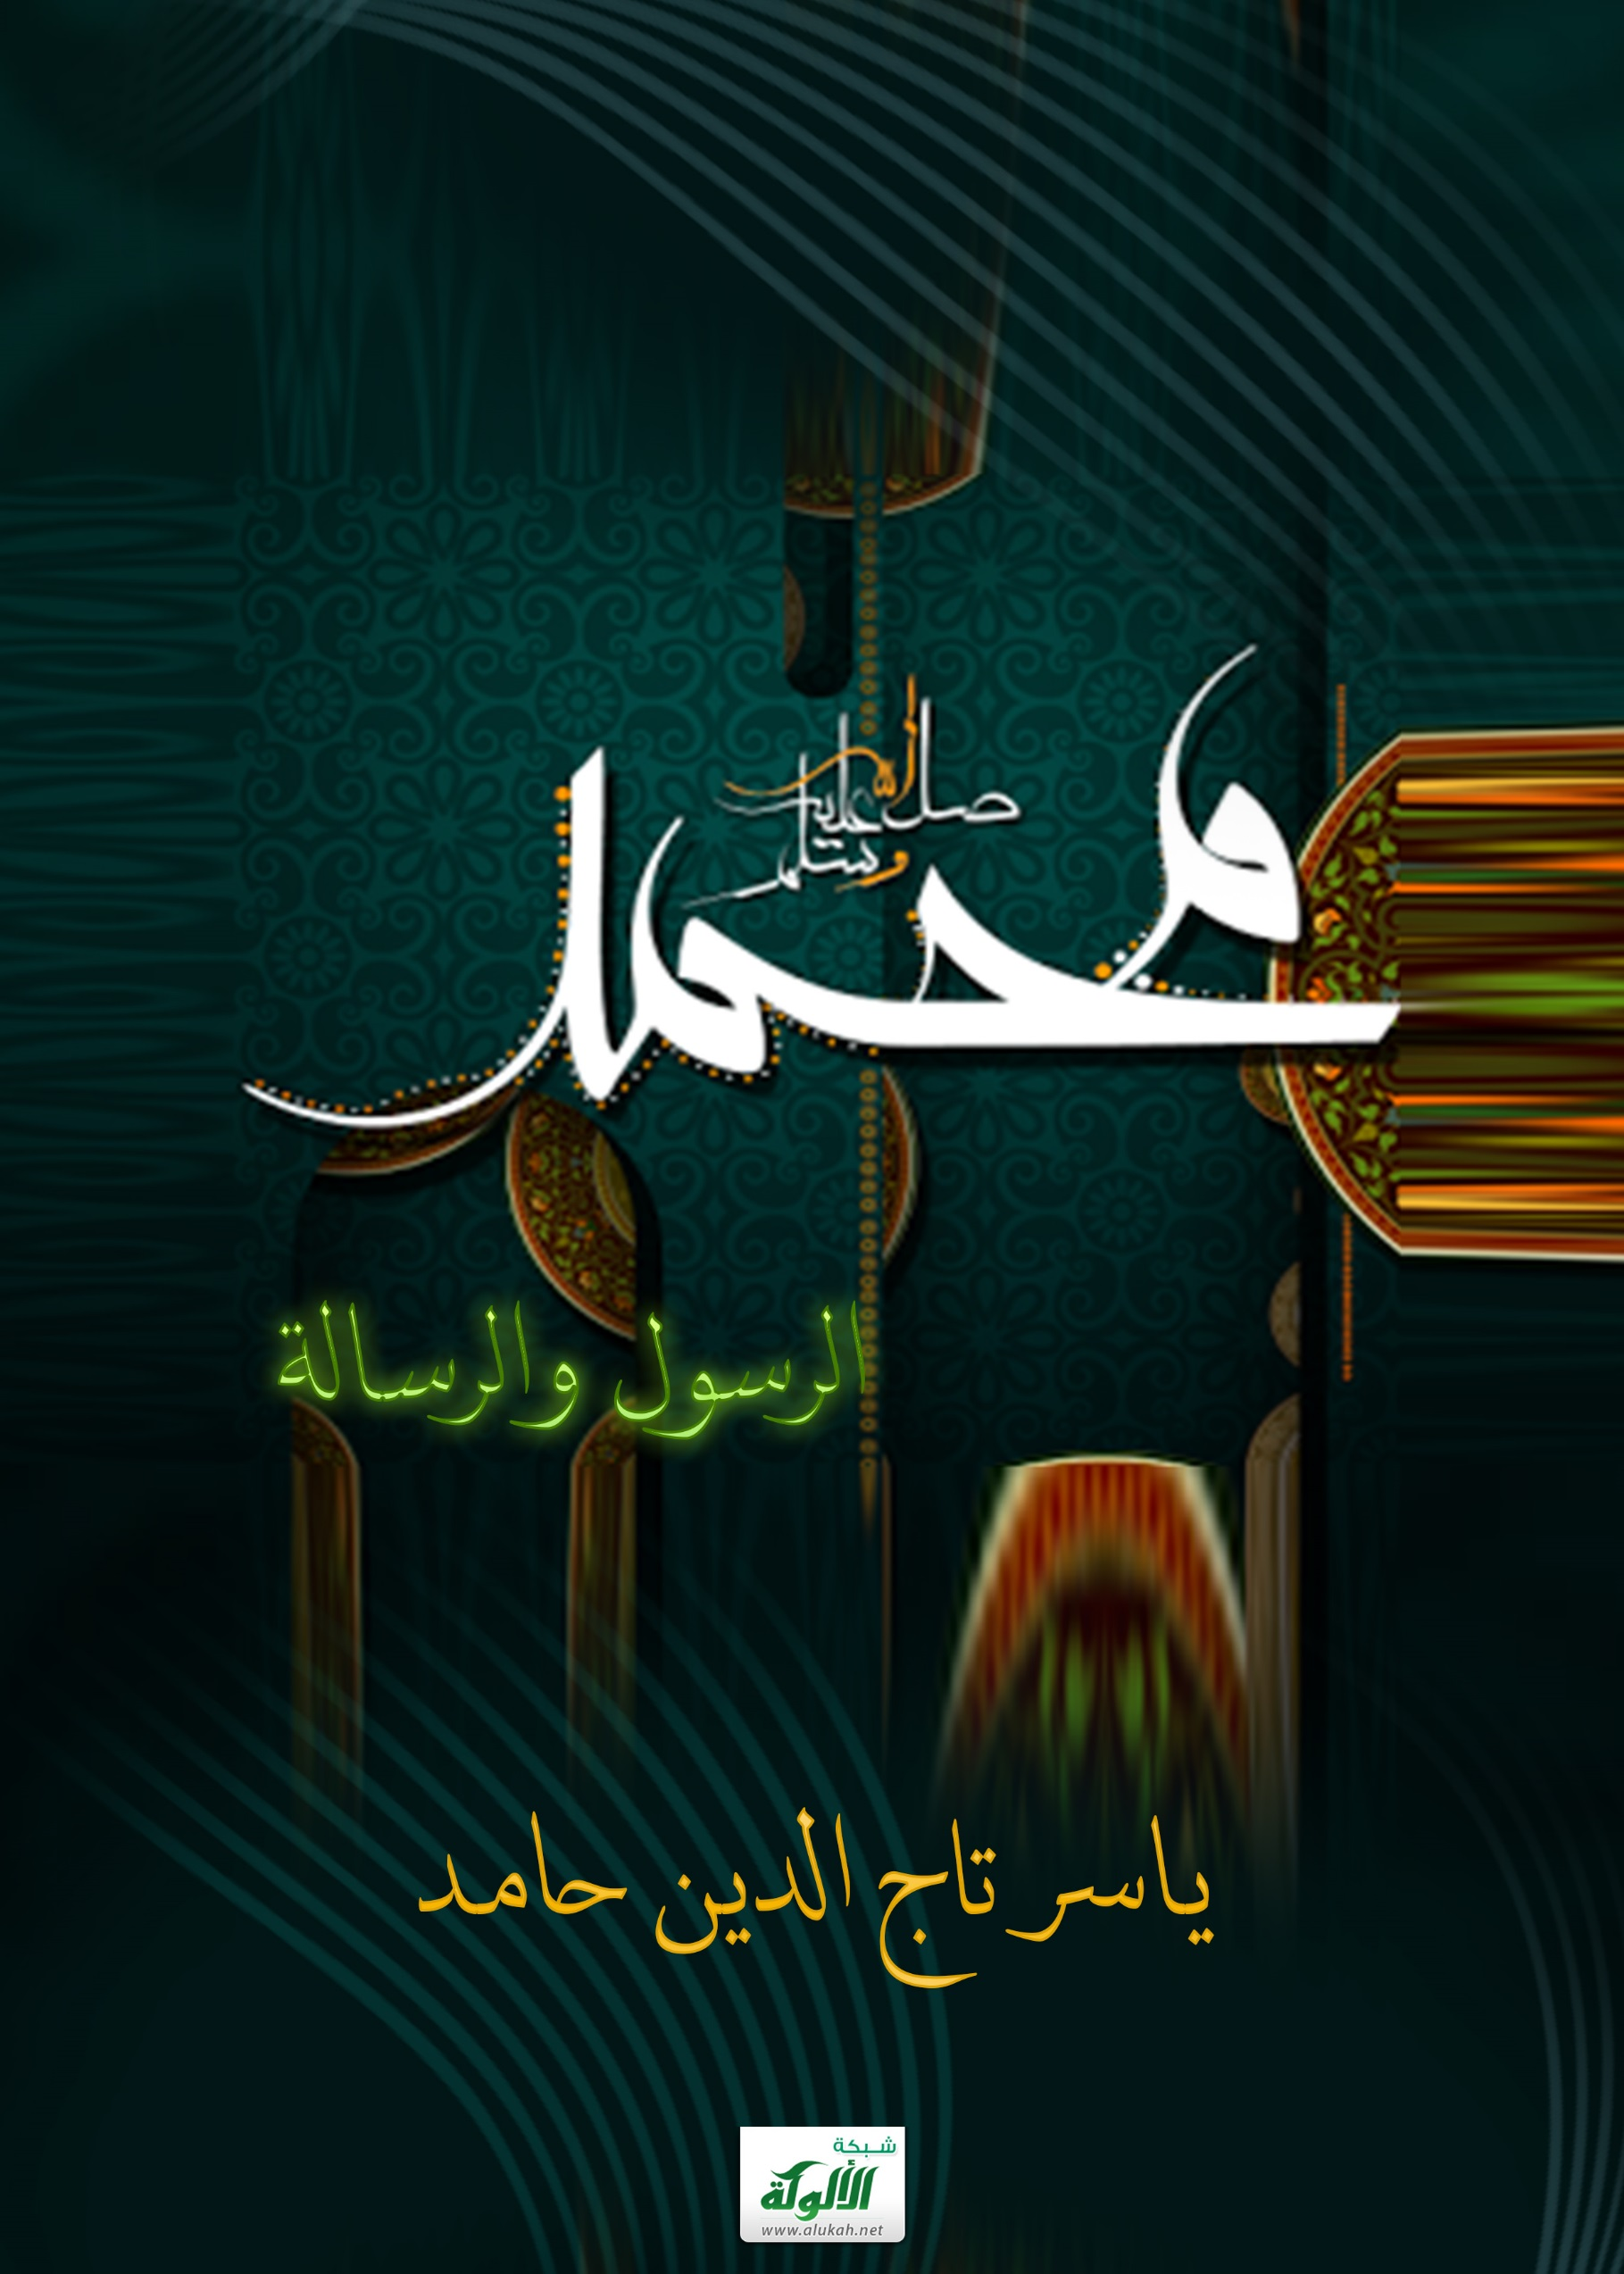 محمد
صلى الله عليه
وسلم
الرسول والرسالة
ياسر تاج الدين حامد
شبكة
الألوكة
www.alukah.net